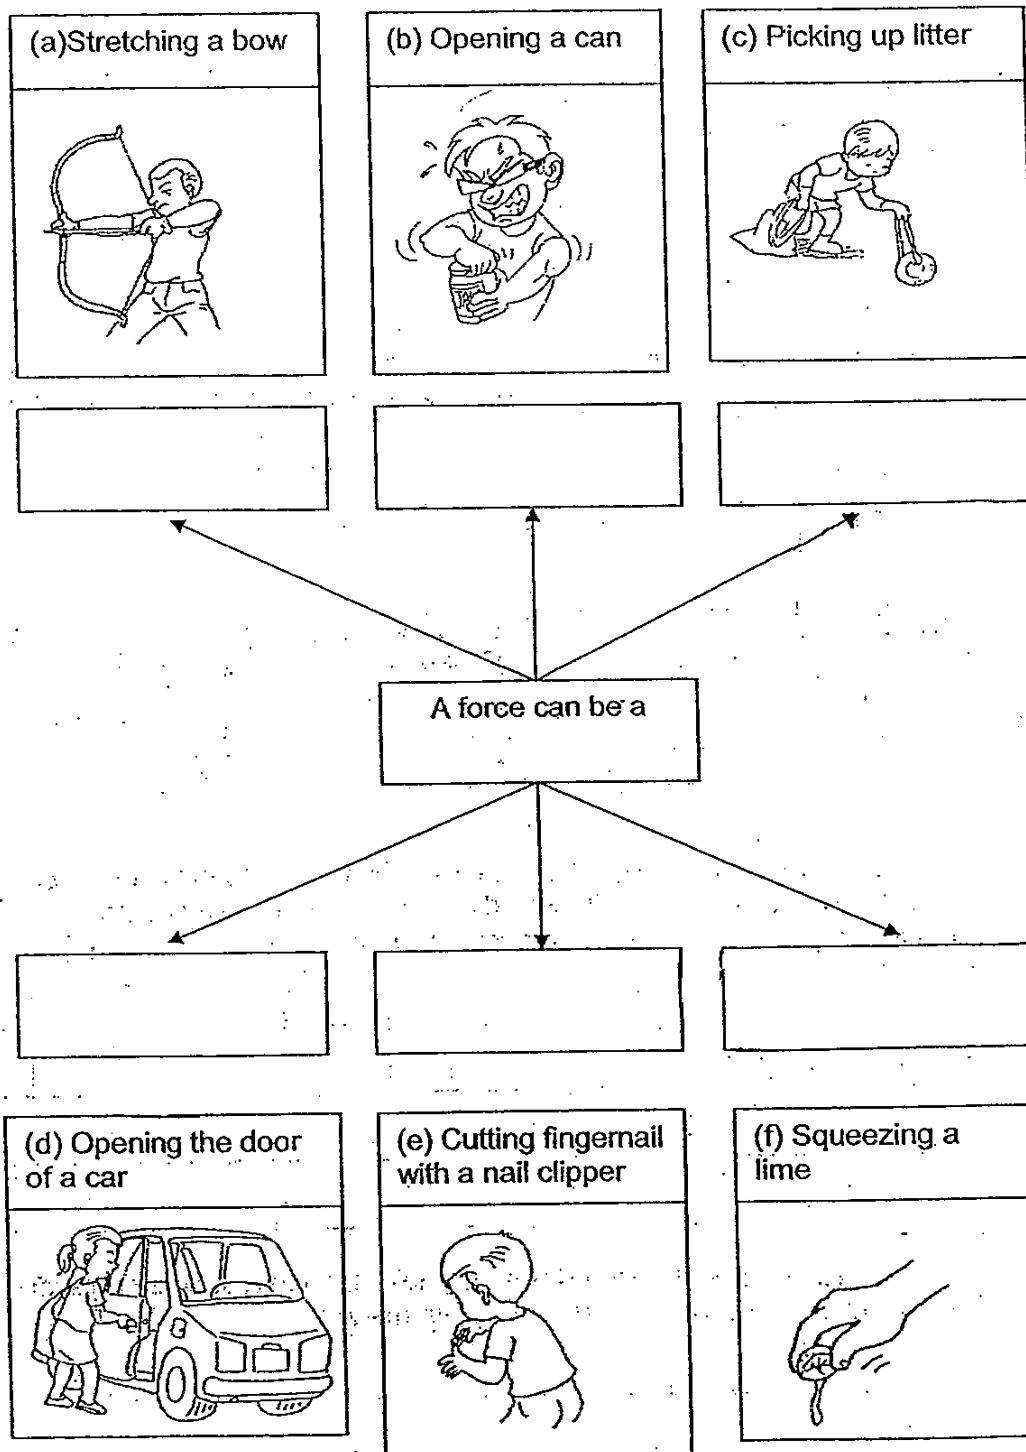 (a)Stretching a bow
(b) Opening a can
(c) Picking up litter
A force can be a
(d) Opening the door
of a car
(e) Cutting fingernail
with a nail clipper
(f) Squeezing a
lime